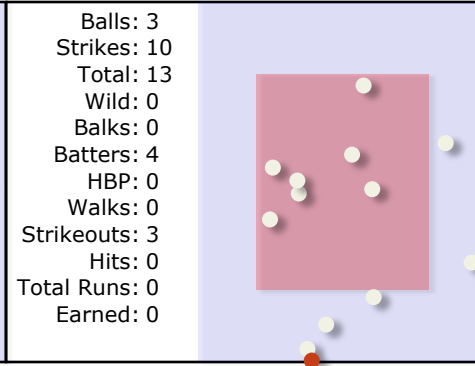 Balls: 3
Strikes: 10
Total: 13
Wild: 0
Balks: 0
Batters: 4
HBP: 0
Walks: 0
Strikeouts: 3
Hits: 0
Total Runs: 0
Earned: 0